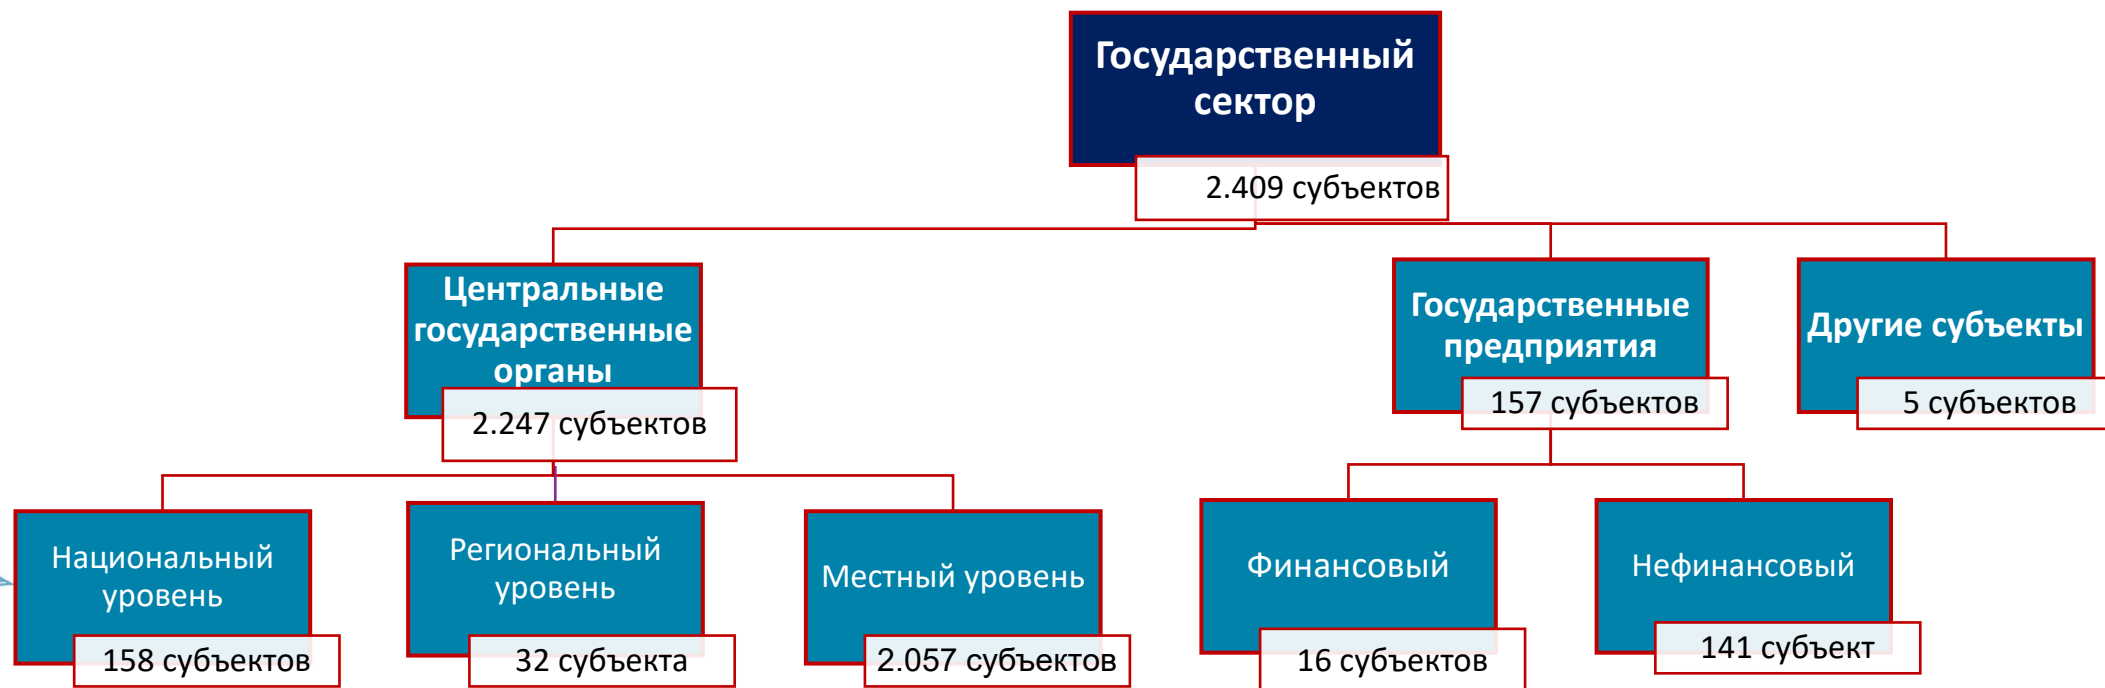 Государственный
сектор
2.409 субъектов
Центральные
государственные
органы
2.247 субъектов
Государственные
предприятия
157 субъектов
Другие субъекты
5 субъектов
Национальный
уровень
158 субъектов
Региональный
уровень
32 субъекта
Местный уровень
2.057 субъектов
Финансовый
16 субъектов
Нефинансовый
141 субъект